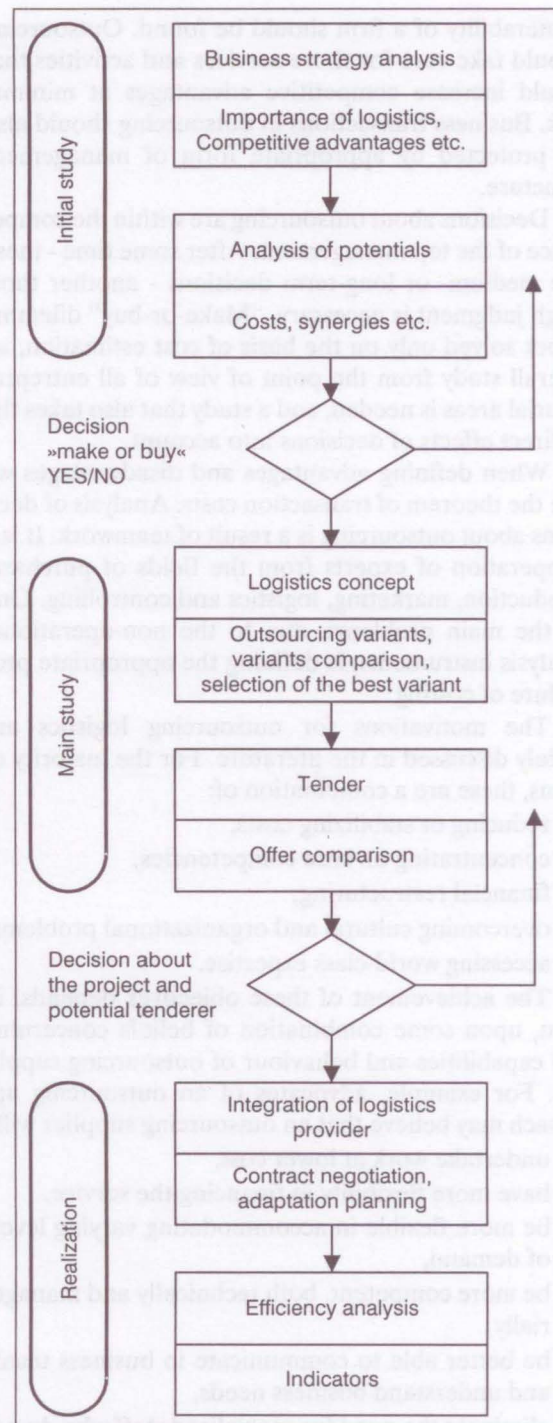 Initial study
Business strategy analysis
Importance of logistics,
Competitive advantages etc.
Analysis of potentials
Costs, synergies etc.
Decision
»make or buy«
YES/NO
Main study
Logistics concept
Outsourcing variants,
variants' comparison,
selection of the best variant
Tender
Offer comparison
Decision about
the project and
potential tenderer
Realization
Integration of logistics
provider
Contract negotiation,
adaptation planning
Efficiency analysis
Indicators